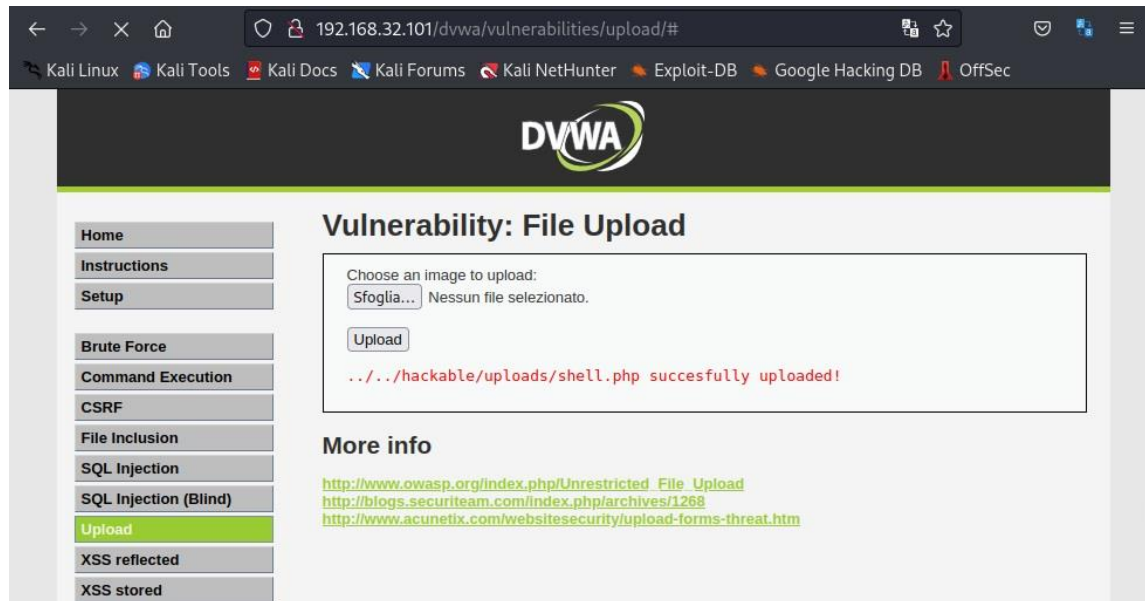 192.168.32.101/dvwa/vulnerabilities/upload/#
Kali Linux Kali Tools Kali Docs Kali Forums Kali NetHunter Exploit-DB Google Hacking DB OffSec
DVWA
Home
Instructions
Setup
Brute Force
Command Execution
CSRF
File Inclusion
SQL Injection
SQL Injection (Blind)
Upload
XSS reflected
XSS stored
Vulnerability: File Upload
Choose an image to upload:
Sfoglia... Nessun file selezionato.
Upload
../../hackable/uploads/shell.php succesfully uploaded!
More info
http://www.owasp.org/index.php/Unrestricted_File_Upload
http://blogs.securiteam.com/index.php/archives/1268
http://www.acunetix.com/websitesecurity/upload-forms-threat.htm